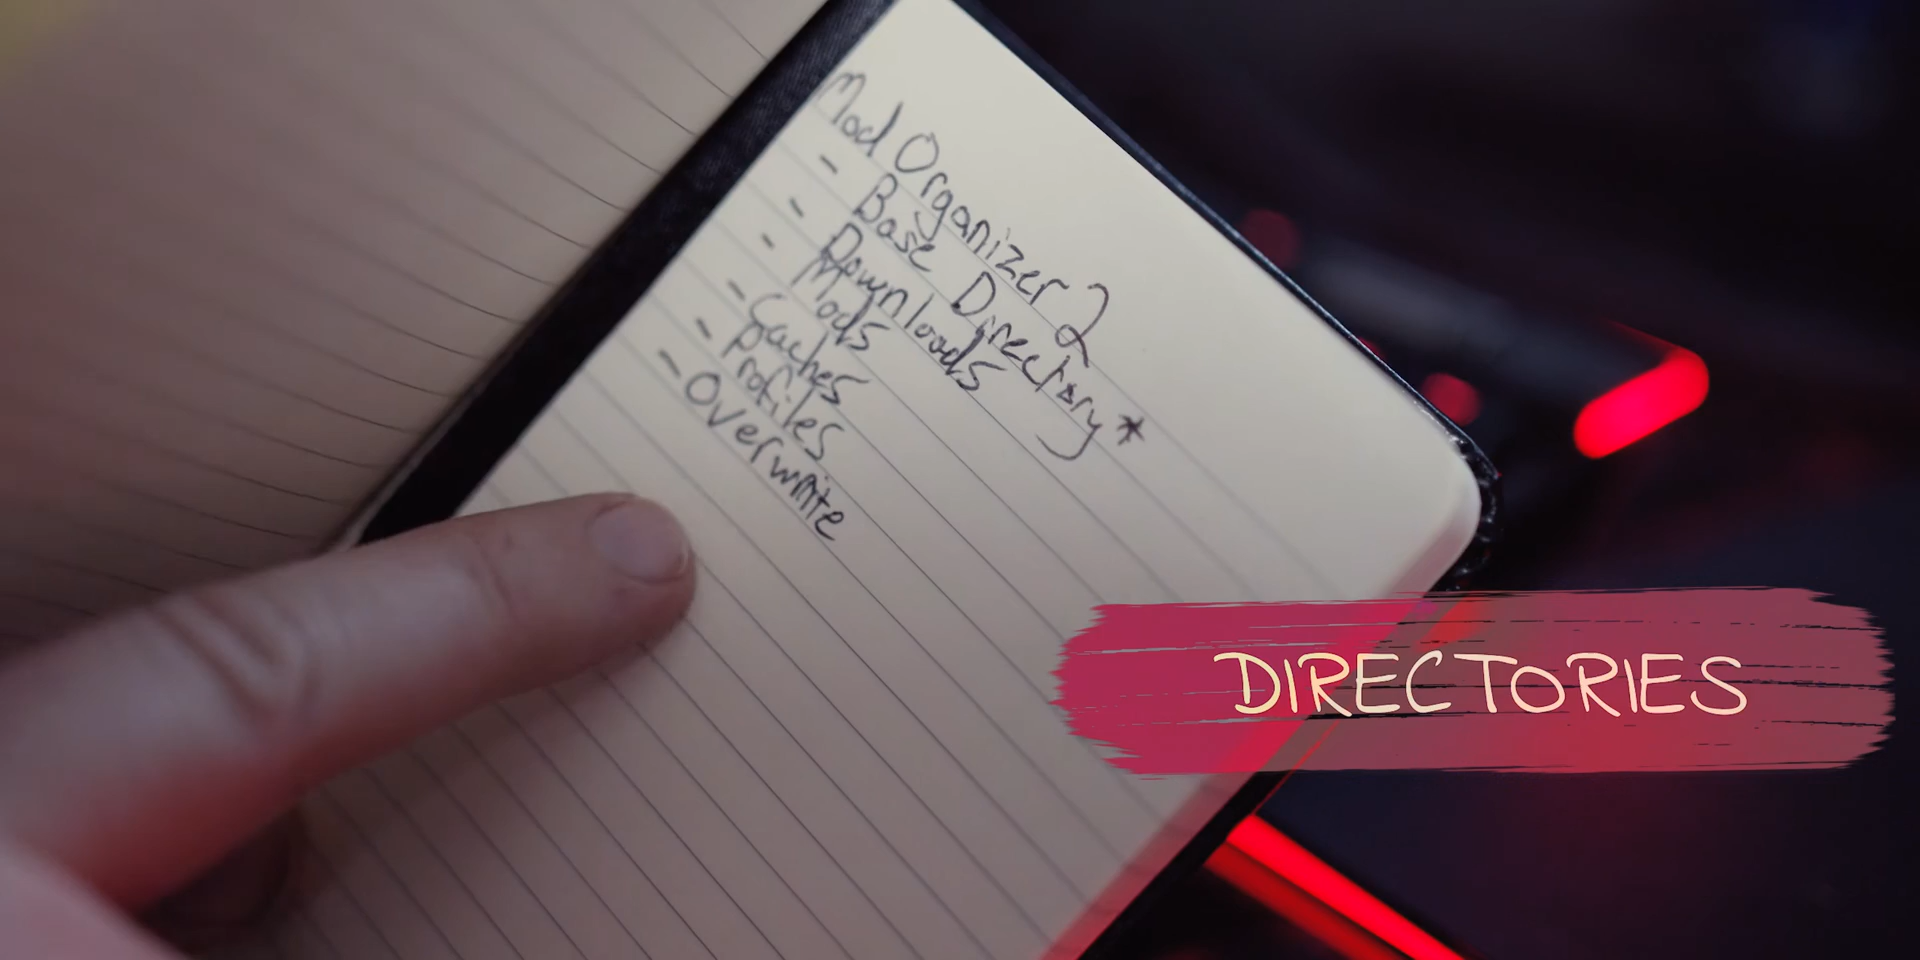 Mod Organizer 2
- Base Directory*
- Downloads
- Mods
- Caches
- Profiles
- Overwrite
DIRECTORIES